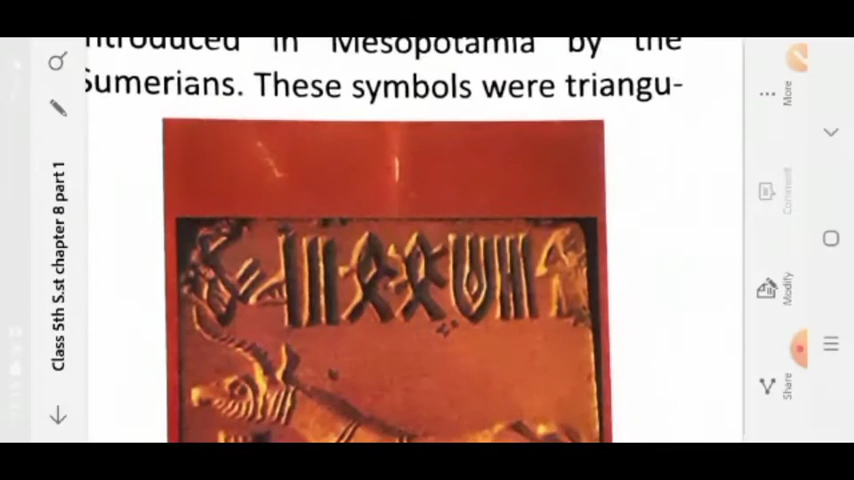 ntroduced in Mesopotamia by the
Sumerians. These symbols were triangu-
Class 5th S.st chapter 8 part 1
More
Comment
Modify
Share